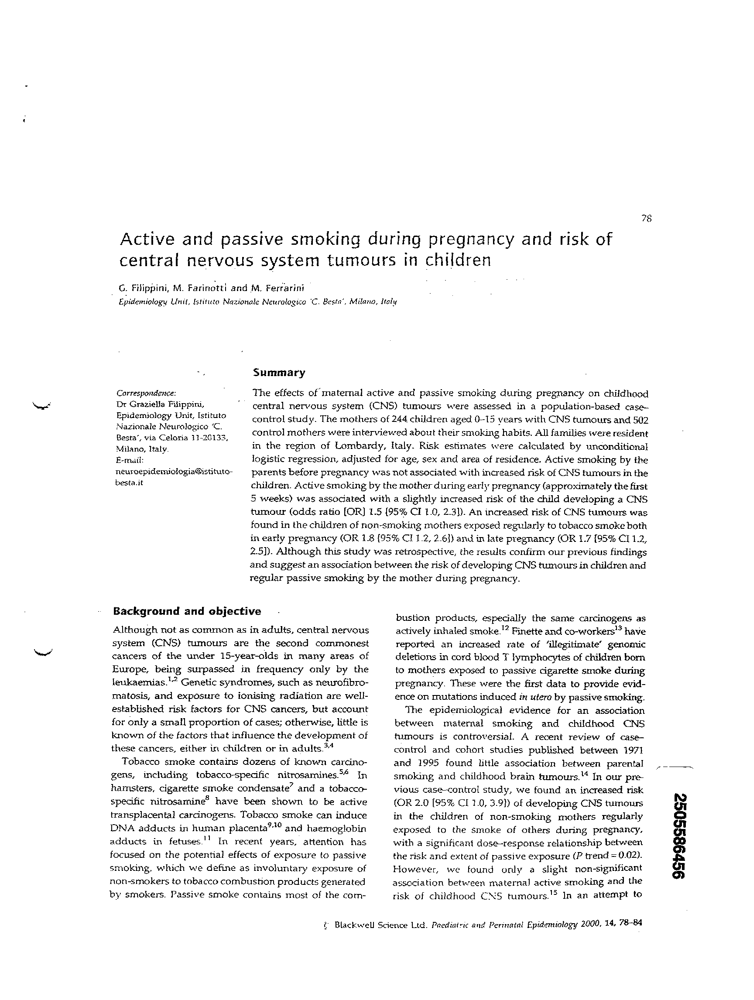 78
Active and passive smoking during pregnancy and risk of
central nervous system tumours in children
G. Filippini, M. Farinotti and M. Ferrarini
Epidemiology Unit, Istituto Nazionale Neurologico 'C. Besta', Milano, Italy
Correspondence:
Dr Graziella Filippini,
Epidemiology Unit, Istituto
Nazionale Neurologico 'C.
Besta', via Celoria 11-20133,
Milano, Italy.
E-mail:
neuroepidemiologia@istituto-
besta.it
Summary
The effects of maternal active and passive smoking during pregnancy on childhood
central nervous system (CNS) tumours were assessed in a population-based case–
control study. The mothers of 244 children aged 0–15 years with CNS tumours and 502
control mothers were interviewed about their smoking habits. All families were resident
in the region of Lombardy, Italy. Risk estimates were calculated by unconditional
logistic regression, adjusted for age, sex and area of residence. Active smoking by the
parents before pregnancy was not associated with increased risk of CNS tumours in the
children. Active smoking by the mother during early pregnancy (approximately the first
5 weeks) was associated with a slightly increased risk of the child developing a CNS
tumour (odds ratio [OR] 1.5 [95% CI 1.0, 2.3]). An increased risk of CNS tumours was
found in the children of non-smoking mothers exposed regularly to tobacco smoke both
in early pregnancy (OR 1.8 [95% CI 1.2, 2.6]) and in late pregnancy (OR 1.7 [95% CI 1.2,
2.5]). Although this study was retrospective, the results confirm our previous findings
and suggest an association between the risk of developing CNS tumours in children and
regular passive smoking by the mother during pregnancy.
Background and objective
Although not as common as in adults, central nervous
system (CNS) tumours are the second commonest
cancers of the under 15-year-olds in many areas of
Europe, being surpassed in frequency only by the
leukaemias.1,2 Genetic syndromes, such as neurofibro-
matosis, and exposure to ionising radiation are well-
established risk factors for CNS cancers, but account
for only a small proportion of cases; otherwise, little is
known of the factors that influence the development of
these cancers, either in children or in adults.3,4
Tobacco smoke contains dozens of known carcino-
gens, including tobacco-specific nitrosamines.5,6 In
hamsters, cigarette smoke condensate7 and a tobacco-
specific nitrosamine8 have been shown to be active
transplacental carcinogens. Tobacco smoke can induce
DNA adducts in human placenta9,10 and haemoglobin
adducts in fetuses.11 In recent years, attention has
focused on the potential effects of exposure to passive
smoking, which we define as involuntary exposure of
non-smokers to tobacco combustion products generated
by smokers. Passive smoke contains most of the com-
bustion products, especially the same carcinogens as
actively inhaled smoke.12 Finette and co-workers13 have
reported an increased rate of 'illegitimate' genomic
deletions in cord blood T lymphocytes of children born
to mothers exposed to passive cigarette smoke during
pregnancy. These were the first data to provide evid-
ence on mutations induced in utero by passive smoking.
The epidemiological evidence for an association
between maternal smoking and childhood CNS
tumours is controversial. A recent review of case–
control and cohort studies published between 1971
and 1995 found little association between parental
smoking and childhood brain tumours.14 In our pre-
vious case–control study, we found an increased risk
(OR 2.0 [95% CI 1.0, 3.9]) of developing CNS tumours
in the children of non-smoking mothers regularly
exposed to the smoke of others during pregnancy,
with a significant dose–response relationship between
the risk and extent of passive exposure (P trend = 0.02).
However, we found only a slight non-significant
association between maternal active smoking and the
risk of childhood CNS tumours.15 In an attempt to
2505586456
© Blackwell Science Ltd. Paediatric and Perinatal Epidemiology 2000, 14, 78–84